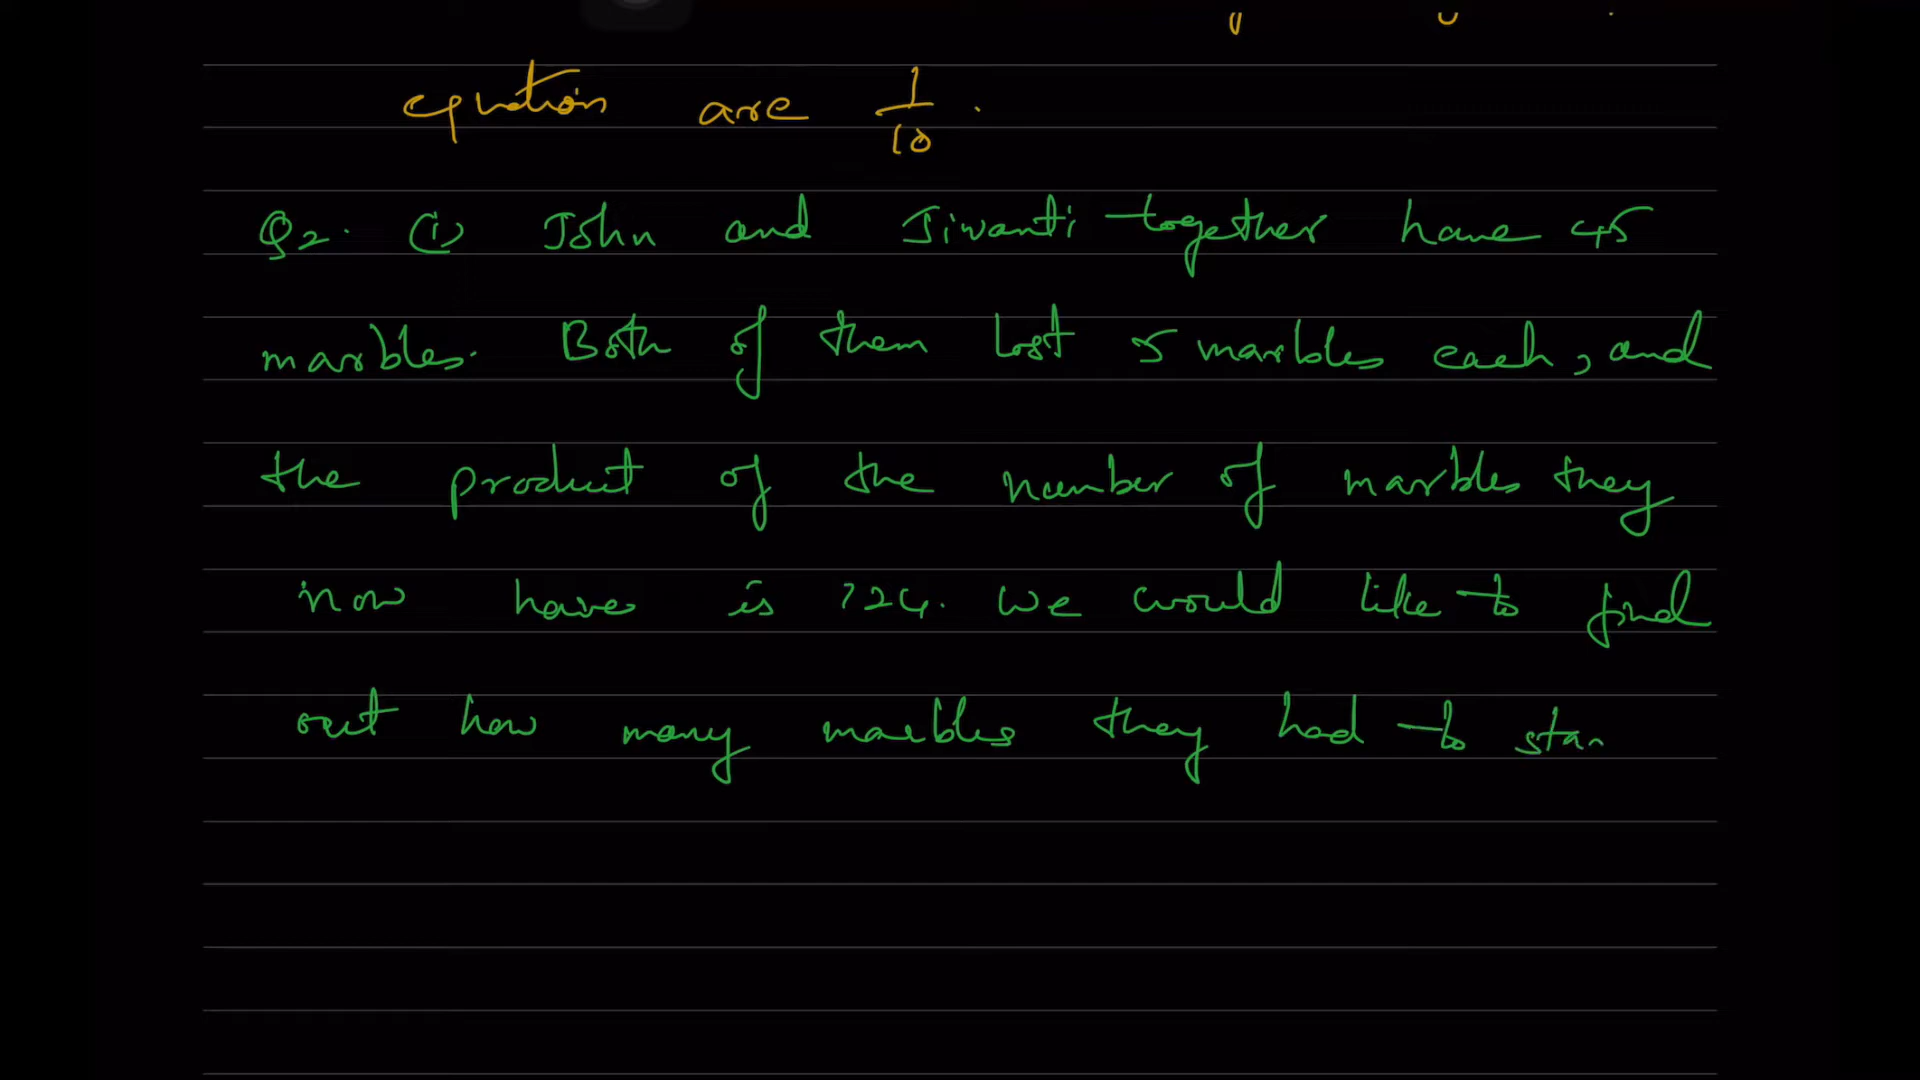 equation are 1/10.
Q2. (i) John and Jivanti together have 45
marbles. Both of them lost 5 marbles each, and
the product of the number of marbles they
now have is 124. We would like to find
out how many marbles they had to star